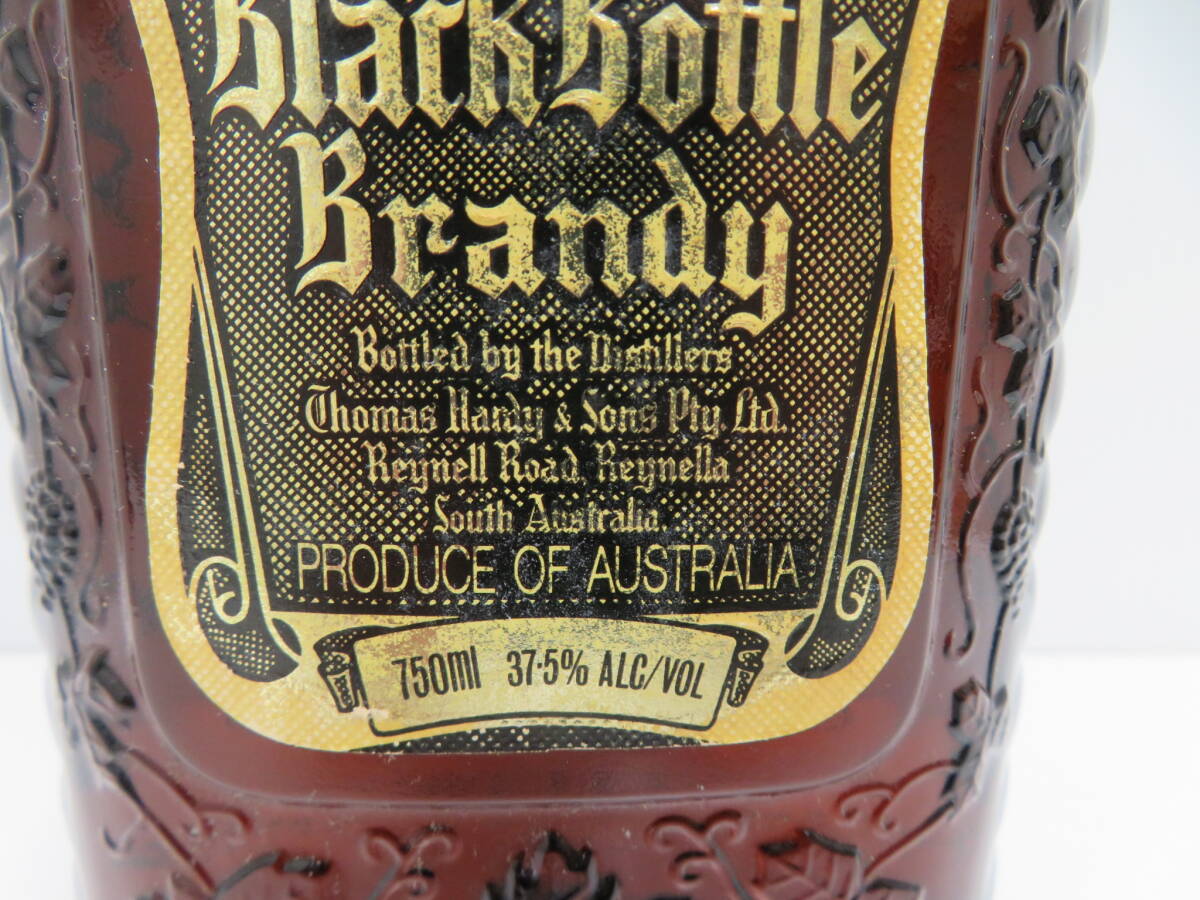 Black Bottle
Brandy
Bottled by the Distillers
Thomas Hardy & Sons Pty. Ltd.
Reynell Road, Reynella
South Australia.
PRODUCE OF AUSTRALIA
750ml 37·5% ALC/VOL